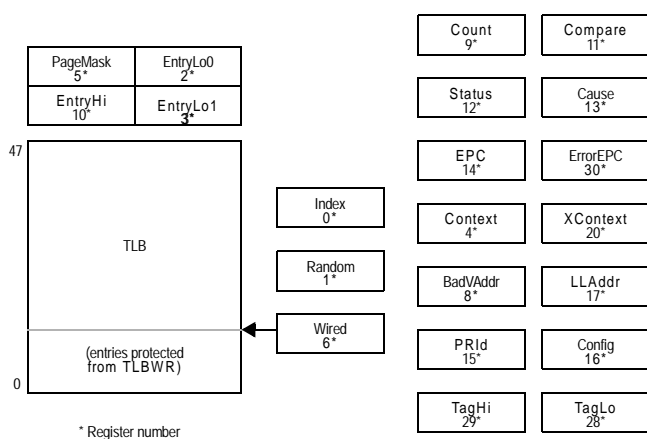 PageMask
5*
EntryLo0
2*
EntryHi
10*
EntryLo1
3*
47
TLB
(entries protected
from TLBWR)
0
Index
0*
Random
1*
Wired
6*
Count
9*
Compare
11*
Status
12*
Cause
13*
EPC
14*
ErrorEPC
30*
Context
4*
XContext
20*
BadVAddr
8*
LLAddr
17*
PRId
15*
Config
16*
TagHi
29*
TagLo
28*
* Register number